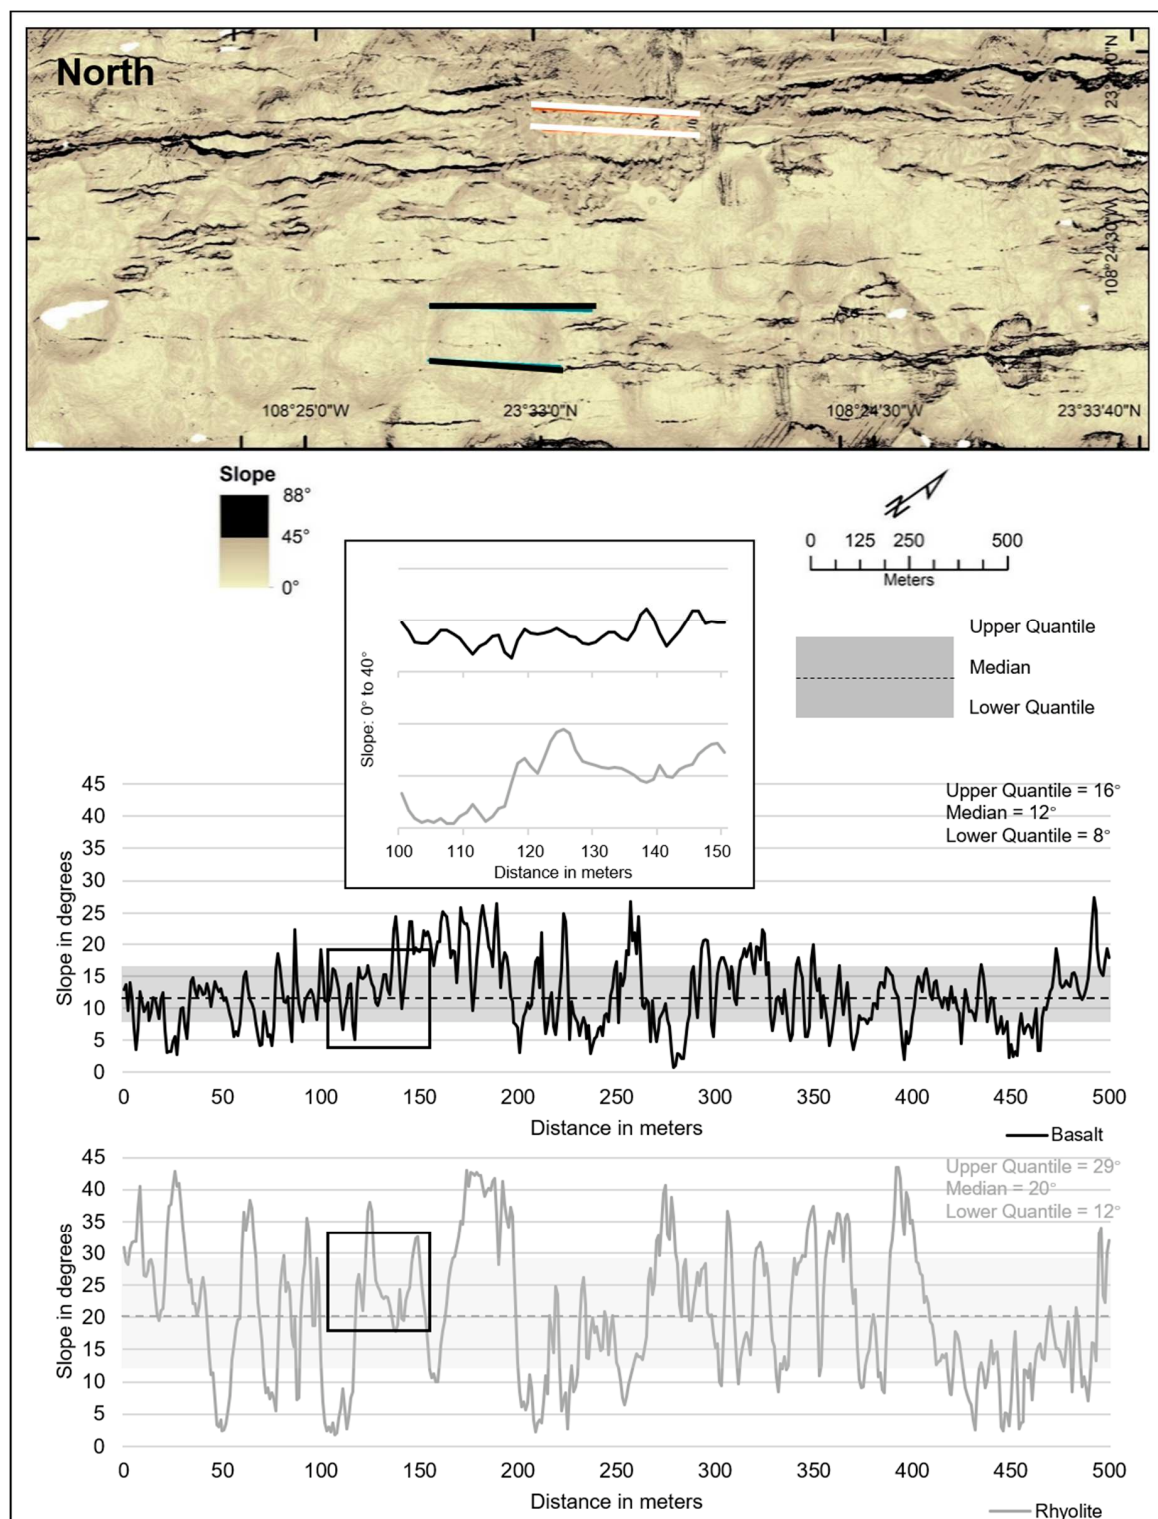 North
23°34'0"N
108°24'30"W
108°25'0"W 23°33'0"N 108°24'30"W 23°33'40"N
Slope
88°
45°
0°
N
0 125 250 500
Meters
Upper Quantile
Median
Lower Quantile
Slope: 0° to 40°
100 110 120 130 140 150
Distance in meters
Upper Quantile = 16°
Median = 12°
Lower Quantile = 8°
Slope in degrees
45
40
35
30
25
20
15
10
5
0
0 50 100 150 200 250 300 350 400 450 500
Distance in meters
Basalt
Upper Quantile = 29°
Median = 20°
Lower Quantile = 12°
Slope in degrees
45
40
35
30
25
20
15
10
5
0
0 50 100 150 200 250 300 350 400 450 500
Distance in meters
Rhyolite